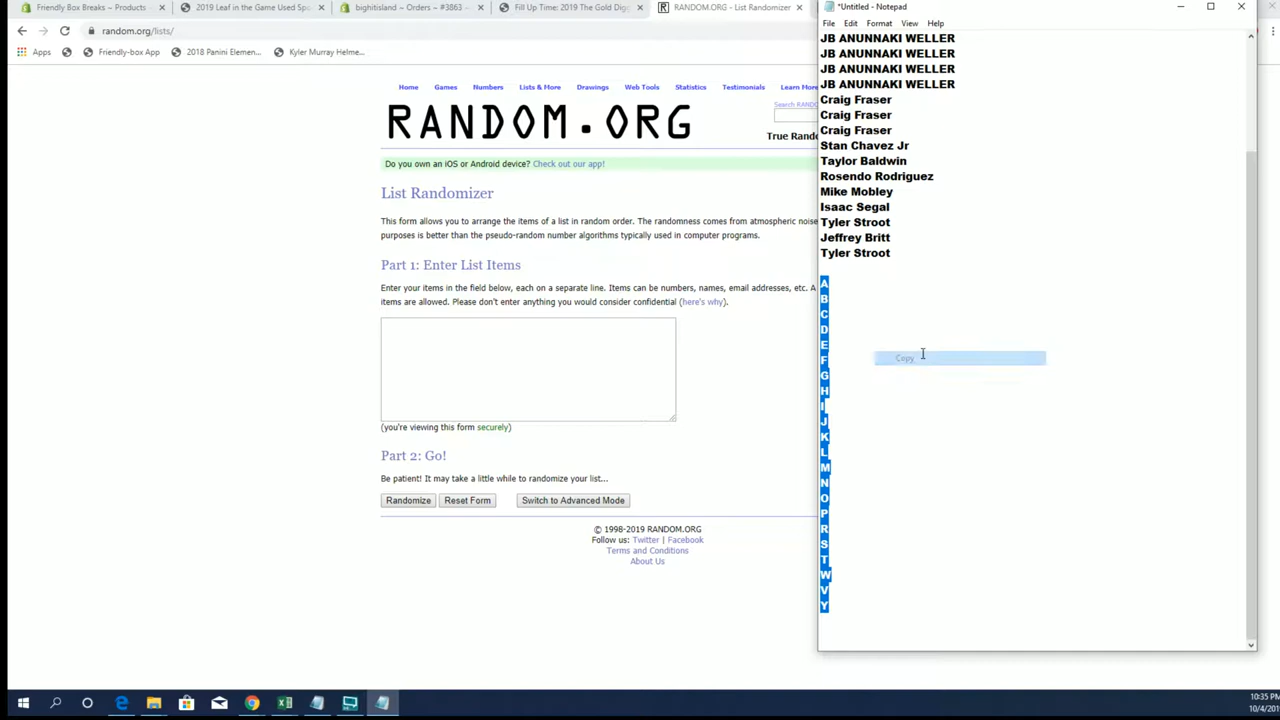 Friendly Box Breaks ~ Products
2019 Leaf in the Game Used Spo
bighitisland ~ Orders ~ #3863
Fill Up Time: 2019 The Gold Dig
RANDOM.ORG - List Randomizer
random.org/lists/
Apps
Friendly-box App
2018 Panini Elemen...
Kyler Murray Helme...
Home
Games
Numbers
Lists & More
Drawings
Web Tools
Statistics
Testimonials
Learn More
RANDOM.ORG
Search RAND
True Rando
Do you own an iOS or Android device? Check out our app!
List Randomizer
This form allows you to arrange the items of a list in random order. The randomness comes from atmospheric noise
purposes is better than the pseudo-random number algorithms typically used in computer programs.
Part 1: Enter List Items
Enter your items in the field below, each on a separate line. Items can be numbers, names, email addresses, etc. A
items are allowed. Please don't enter anything you would consider confidential (here's why).
(you're viewing this form securely)
Part 2: Go!
Be patient! It may take a little while to randomize your list...
Randomize
Reset Form
Switch to Advanced Mode
© 1998-2019 RANDOM.ORG
Follow us: Twitter | Facebook
Terms and Conditions
About Us
*Untitled - Notepad
File Edit Format View Help
JB ANUNNAKI WELLER
JB ANUNNAKI WELLER
JB ANUNNAKI WELLER
JB ANUNNAKI WELLER
Craig Fraser
Craig Fraser
Craig Fraser
Stan Chavez Jr
Taylor Baldwin
Rosendo Rodriguez
Mike Mobley
Isaac Segal
Tyler Stroot
Jeffrey Britt
Tyler Stroot
A
B
C
D
E
F
G
H
I
J
K
L
M
N
O
P
R
S
T
W
V
Y
Copy
10:35 PM
10/4/201